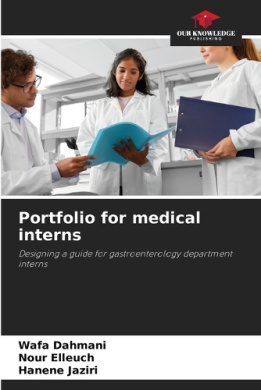 OUR KNOWLEDGE
PUBLISHING
Portfolio for medical
interns
Designing a guide for gastroenterology department
interns
Wafa Dahmani
Nour Elleuch
Hanene Jaziri